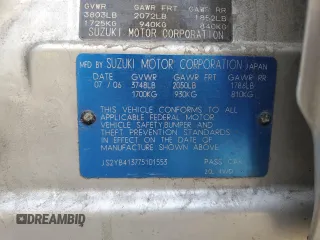 GVWR GAWR FRT GAWR RR
3803LB 2072LB 1852LB
1725KG 940KG 840KG
SUZUKI MOTOR CORPORATION
MFD BY SUZUKI MOTOR CORPORATION JAPAN
DATE GVWR GAWR FRT GAWR RR
07 / 06 3748LB 2050LB 1786LB
1700KG 930KG 810KG
THIS VEHICLE CONFORMS TO ALL
APPLICABLE FEDERAL MOTOR
VEHICLE SAFETY, BUMPER AND
THEFT PREVENTION STANDARDS
IN EFFECT ON THE DATE OF
MANUFACTURE SHOWN ABOVE.
JS2YB413775101553 PASS CAR
DREAMBID